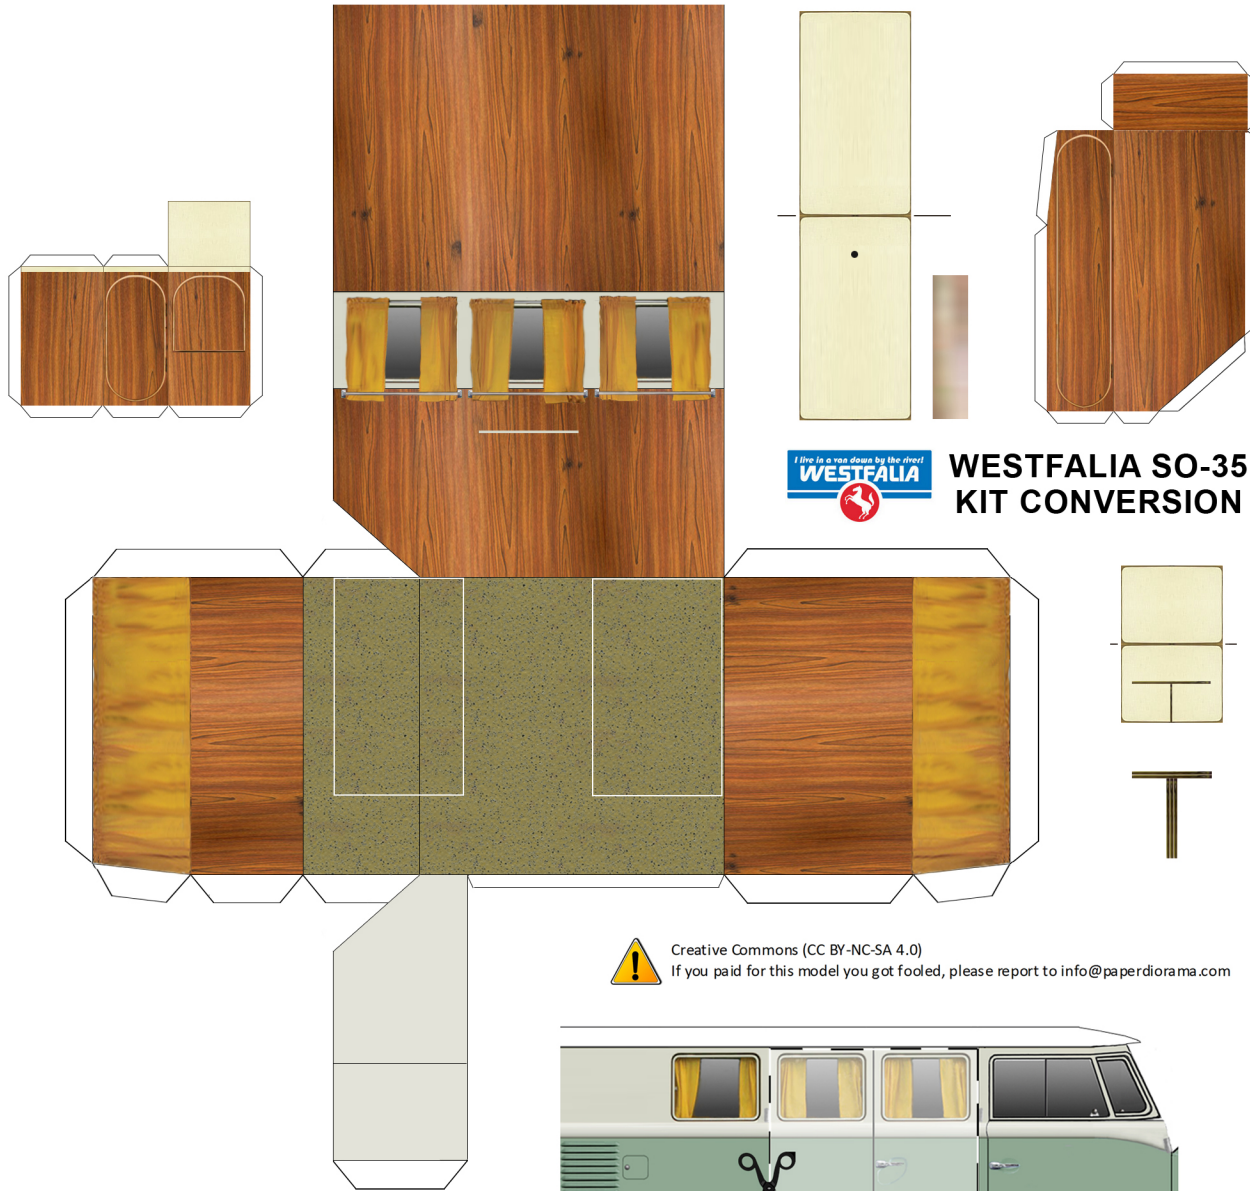 I live in a van down by the river!
WESTFALIA
WESTFALIA SO-35
KIT CONVERSION
Creative Commons (CC BY-NC-SA 4.0)
If you paid for this model you got fooled, please report to info@paperdiorama.com